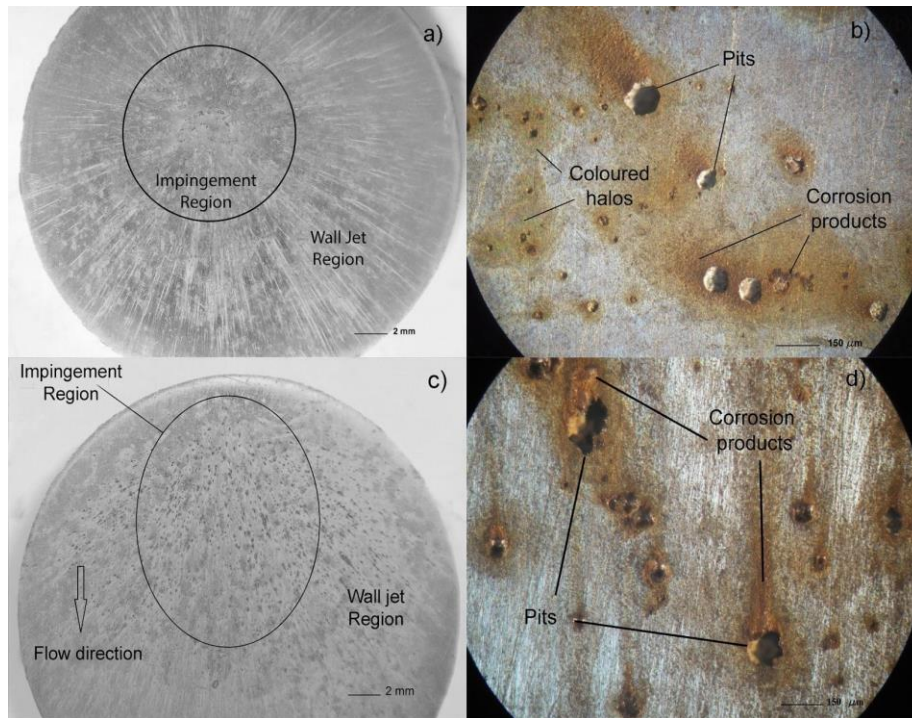 a)
Impingement
Region
Wall Jet
Region
2 mm
b)
Pits
Coloured
halos
Corrosion
products
150 μm
c)
Impingement
Region
Wall jet
Region
Flow direction
2 mm
d)
Corrosion
products
Pits
150 μm